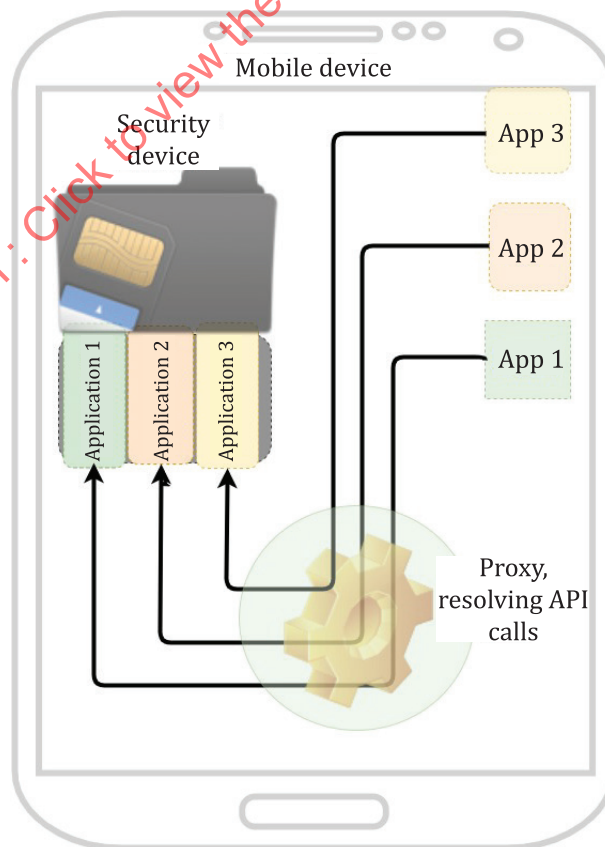 : Click to view the
Mobile device
Security
device
App 3
App 2
App 1
Application 1
Application 2
Application 3
Proxy,
resolving API
calls